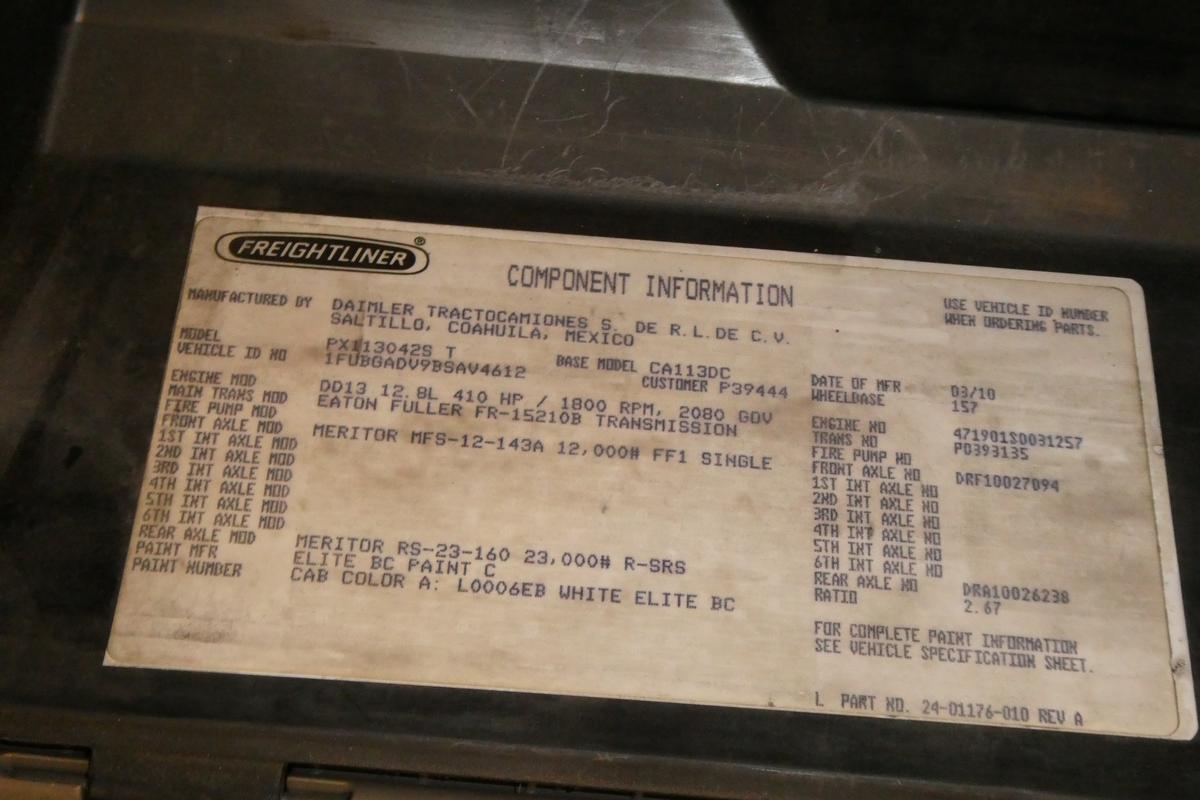 FREIGHTLINER®
COMPONENT INFORMATION
USE VEHICLE ID NUMBER
WHEN ORDERING PARTS.
MANUFACTURED BY DAIMLER TRACTOCAMIONES S. DE R.L.DE C.V.
SALTILLO, COAHUILA, MEXICO
MODEL PX113042S T BASE MODEL CA113DC
VEHICLE ID NO 1FUBGADV9BSAV4612 CUSTOMER P39444
DATE OF MFR 03/10
WHEELBASE 157
ENGINE MOD DD13 12.8L 410 HP / 1800 RPM, 2080 GOV
MAIN TRANS MOD EATON FULLER FR-15210B TRANSMISSION
FIRE PUMP MOD
FRONT AXLE MOD MERITOR MFS-12-143A 12,000# FF1 SINGLE
1ST INT AXLE MOD
2ND INT AXLE MOD
3RD INT AXLE MOD
4TH INT AXLE MOD
5TH INT AXLE MOD
6TH INT AXLE MOD
REAR AXLE MOD MERITOR RS-23-160 23,000# R-SRS
PAINT MFR ELITE BC PAINT C
PAINT NUMBER CAB COLOR A: L0006EB WHITE ELITE BC
ENGINE NO 471901S0031257
TRANS NO P0393135
FIRE PUMP NO
FRONT AXLE NO DRF10027094
1ST INT AXLE NO
2ND INT AXLE NO
3RD INT AXLE NO
4TH INT AXLE NO
5TH INT AXLE NO
6TH INT AXLE NO
REAR AXLE NO DRA10026238
RATIO 2.67
FOR COMPLETE PAINT INFORMATION
SEE VEHICLE SPECIFICATION SHEET.
L PART NO. 24-01176-010 REV A